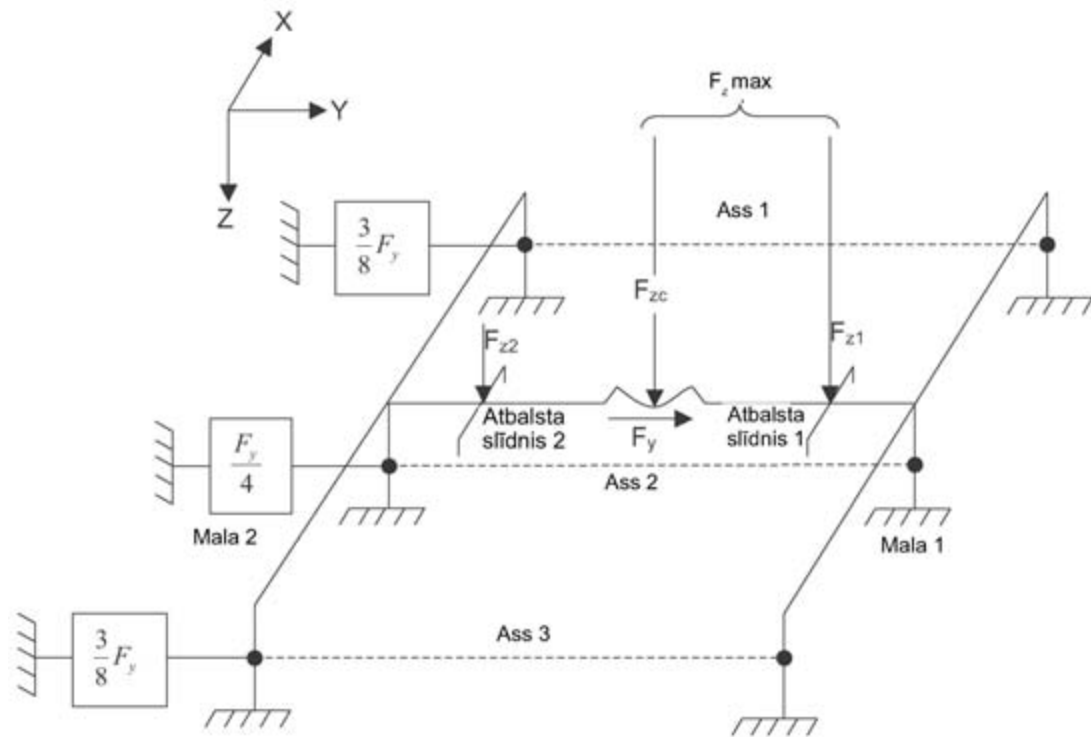 X
Y
Z
F_z max
3/8 F_y
Ass 1
F_zc
F_z2
F_z1
Atbalsta
slīdnis 2
F_y
Atbalsta
slīdnis 1
F_y/4
Ass 2
Mala 2
Mala 1
3/8 F_y
Ass 3